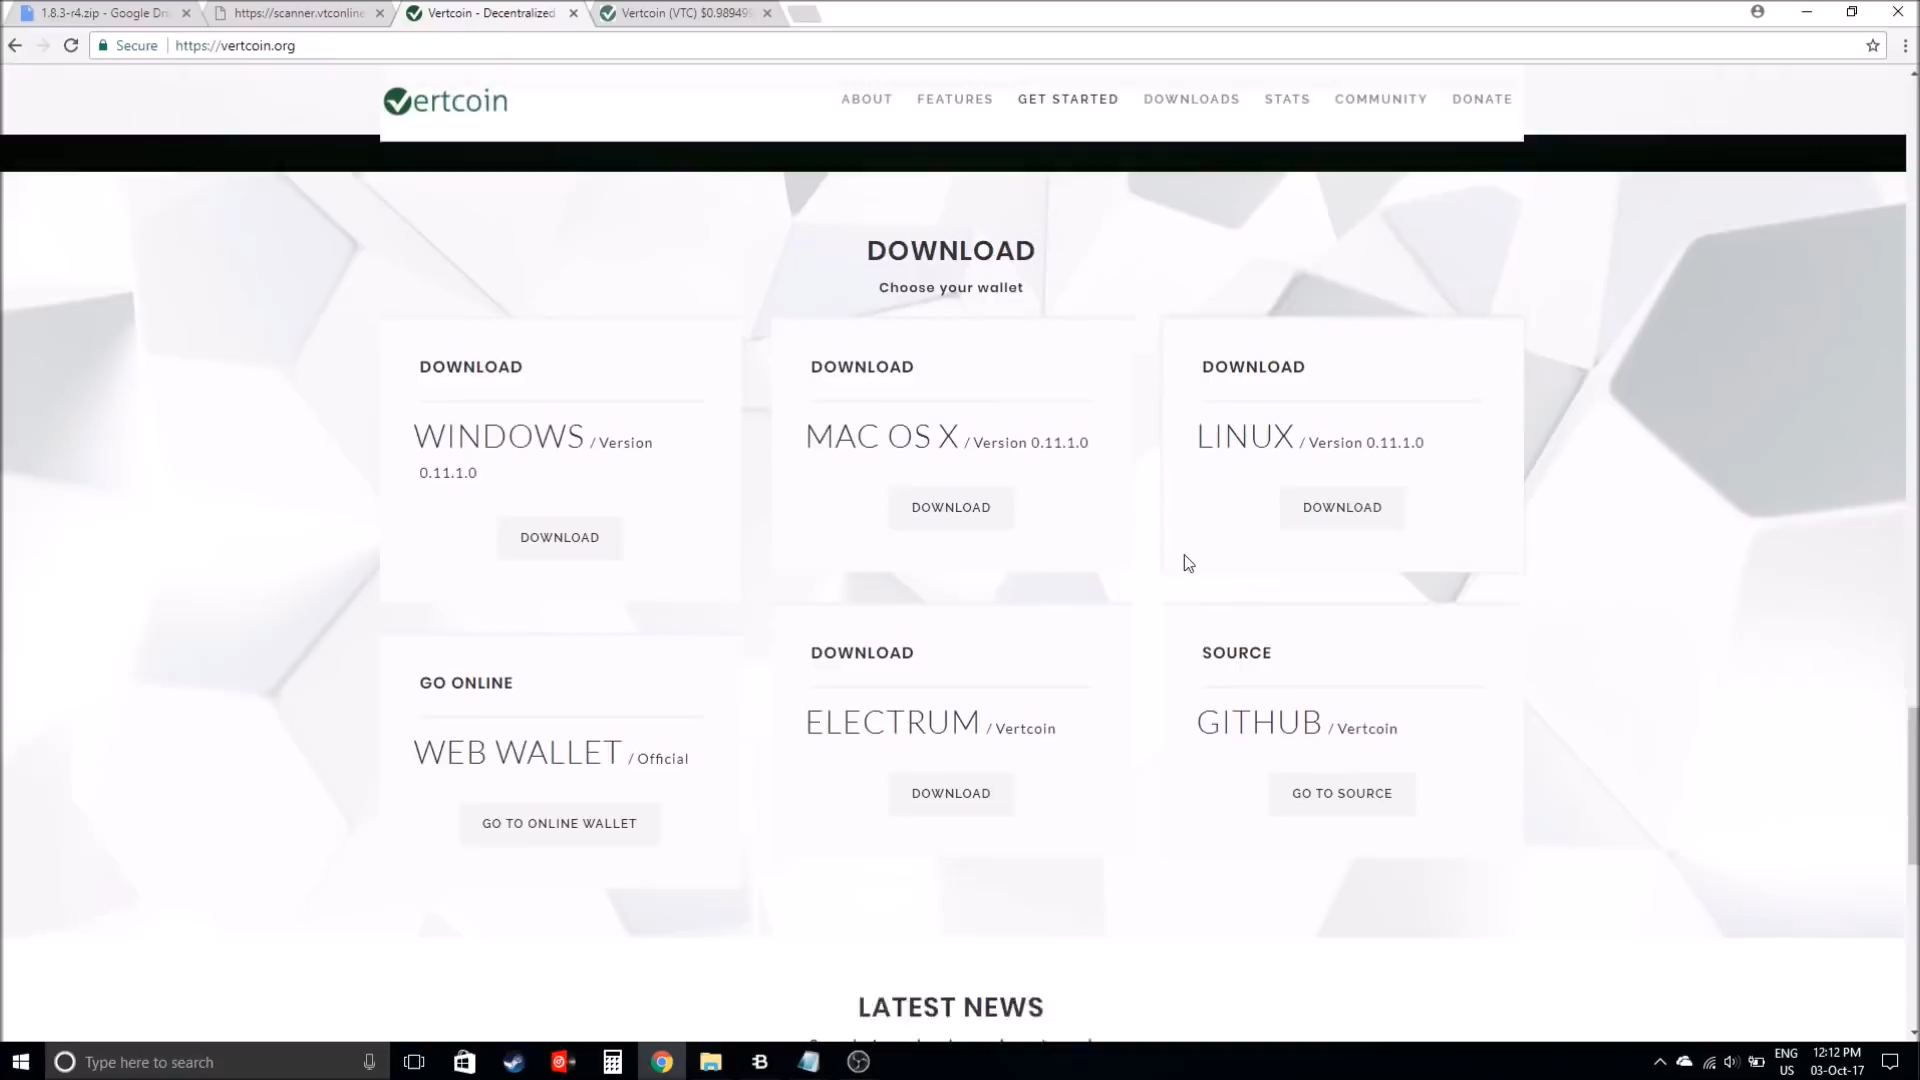 1.8.3-r4.zip - Google Dri
https://scanner.vtconline
Vertcoin - Decentralized
Vertcoin (VTC) $0.98949
Secure
https://vertcoin.org
Vertcoin
ABOUT
FEATURES
GET STARTED
DOWNLOADS
STATS
COMMUNITY
DONATE
DOWNLOAD
Choose your wallet
DOWNLOAD
WINDOWS / Version
0.11.1.0
DOWNLOAD
DOWNLOAD
MAC OS X / Version 0.11.1.0
DOWNLOAD
DOWNLOAD
LINUX / Version 0.11.1.0
DOWNLOAD
GO ONLINE
WEB WALLET / Official
GO TO ONLINE WALLET
DOWNLOAD
ELECTRUM / Vertcoin
DOWNLOAD
SOURCE
GITHUB / Vertcoin
GO TO SOURCE
LATEST NEWS
Type here to search
ENG
US
12:12 PM
03-Oct-17